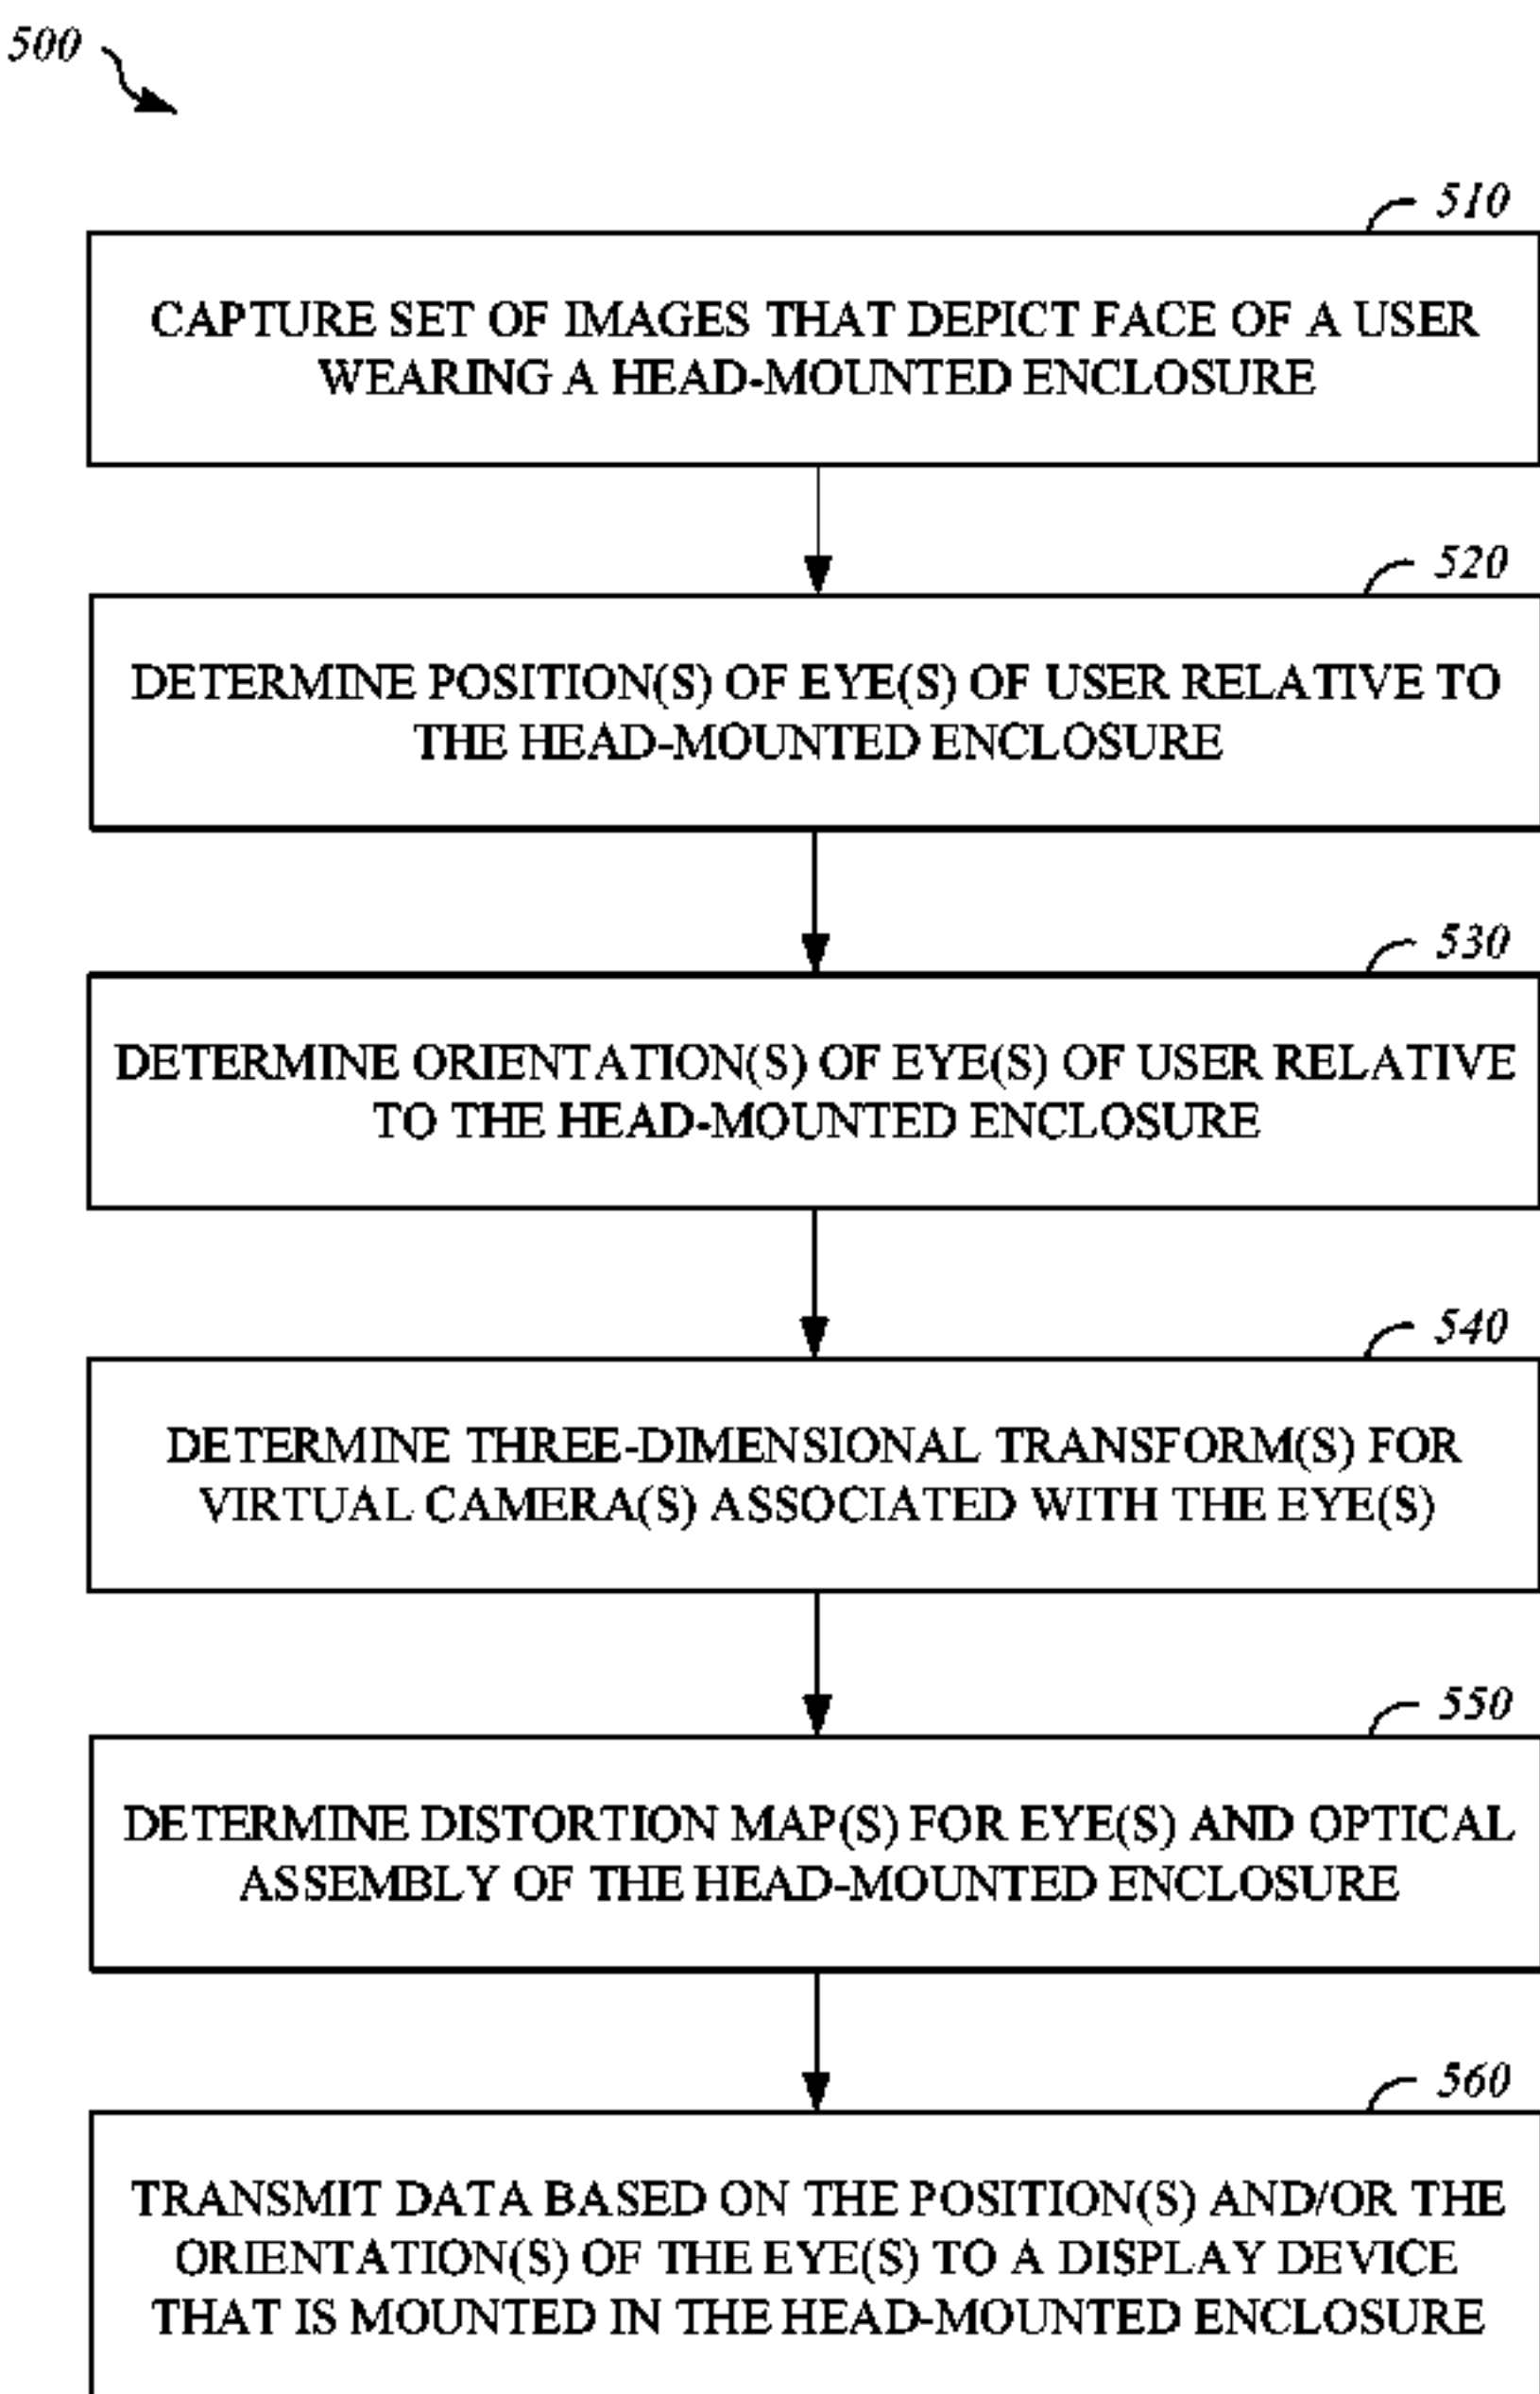 500
510
CAPTURE SET OF IMAGES THAT DEPICT FACE OF A USER
WEARING A HEAD-MOUNTED ENCLOSURE
520
DETERMINE POSITION(S) OF EYE(S) OF USER RELATIVE TO
THE HEAD-MOUNTED ENCLOSURE
530
DETERMINE ORIENTATION(S) OF EYE(S) OF USER RELATIVE
TO THE HEAD-MOUNTED ENCLOSURE
540
DETERMINE THREE-DIMENSIONAL TRANSFORM(S) FOR
VIRTUAL CAMERA(S) ASSOCIATED WITH THE EYE(S)
550
DETERMINE DISTORTION MAP(S) FOR EYE(S) AND OPTICAL
ASSEMBLY OF THE HEAD-MOUNTED ENCLOSURE
560
TRANSMIT DATA BASED ON THE POSITION(S) AND/OR THE
ORIENTATION(S) OF THE EYE(S) TO A DISPLAY DEVICE
THAT IS MOUNTED IN THE HEAD-MOUNTED ENCLOSURE